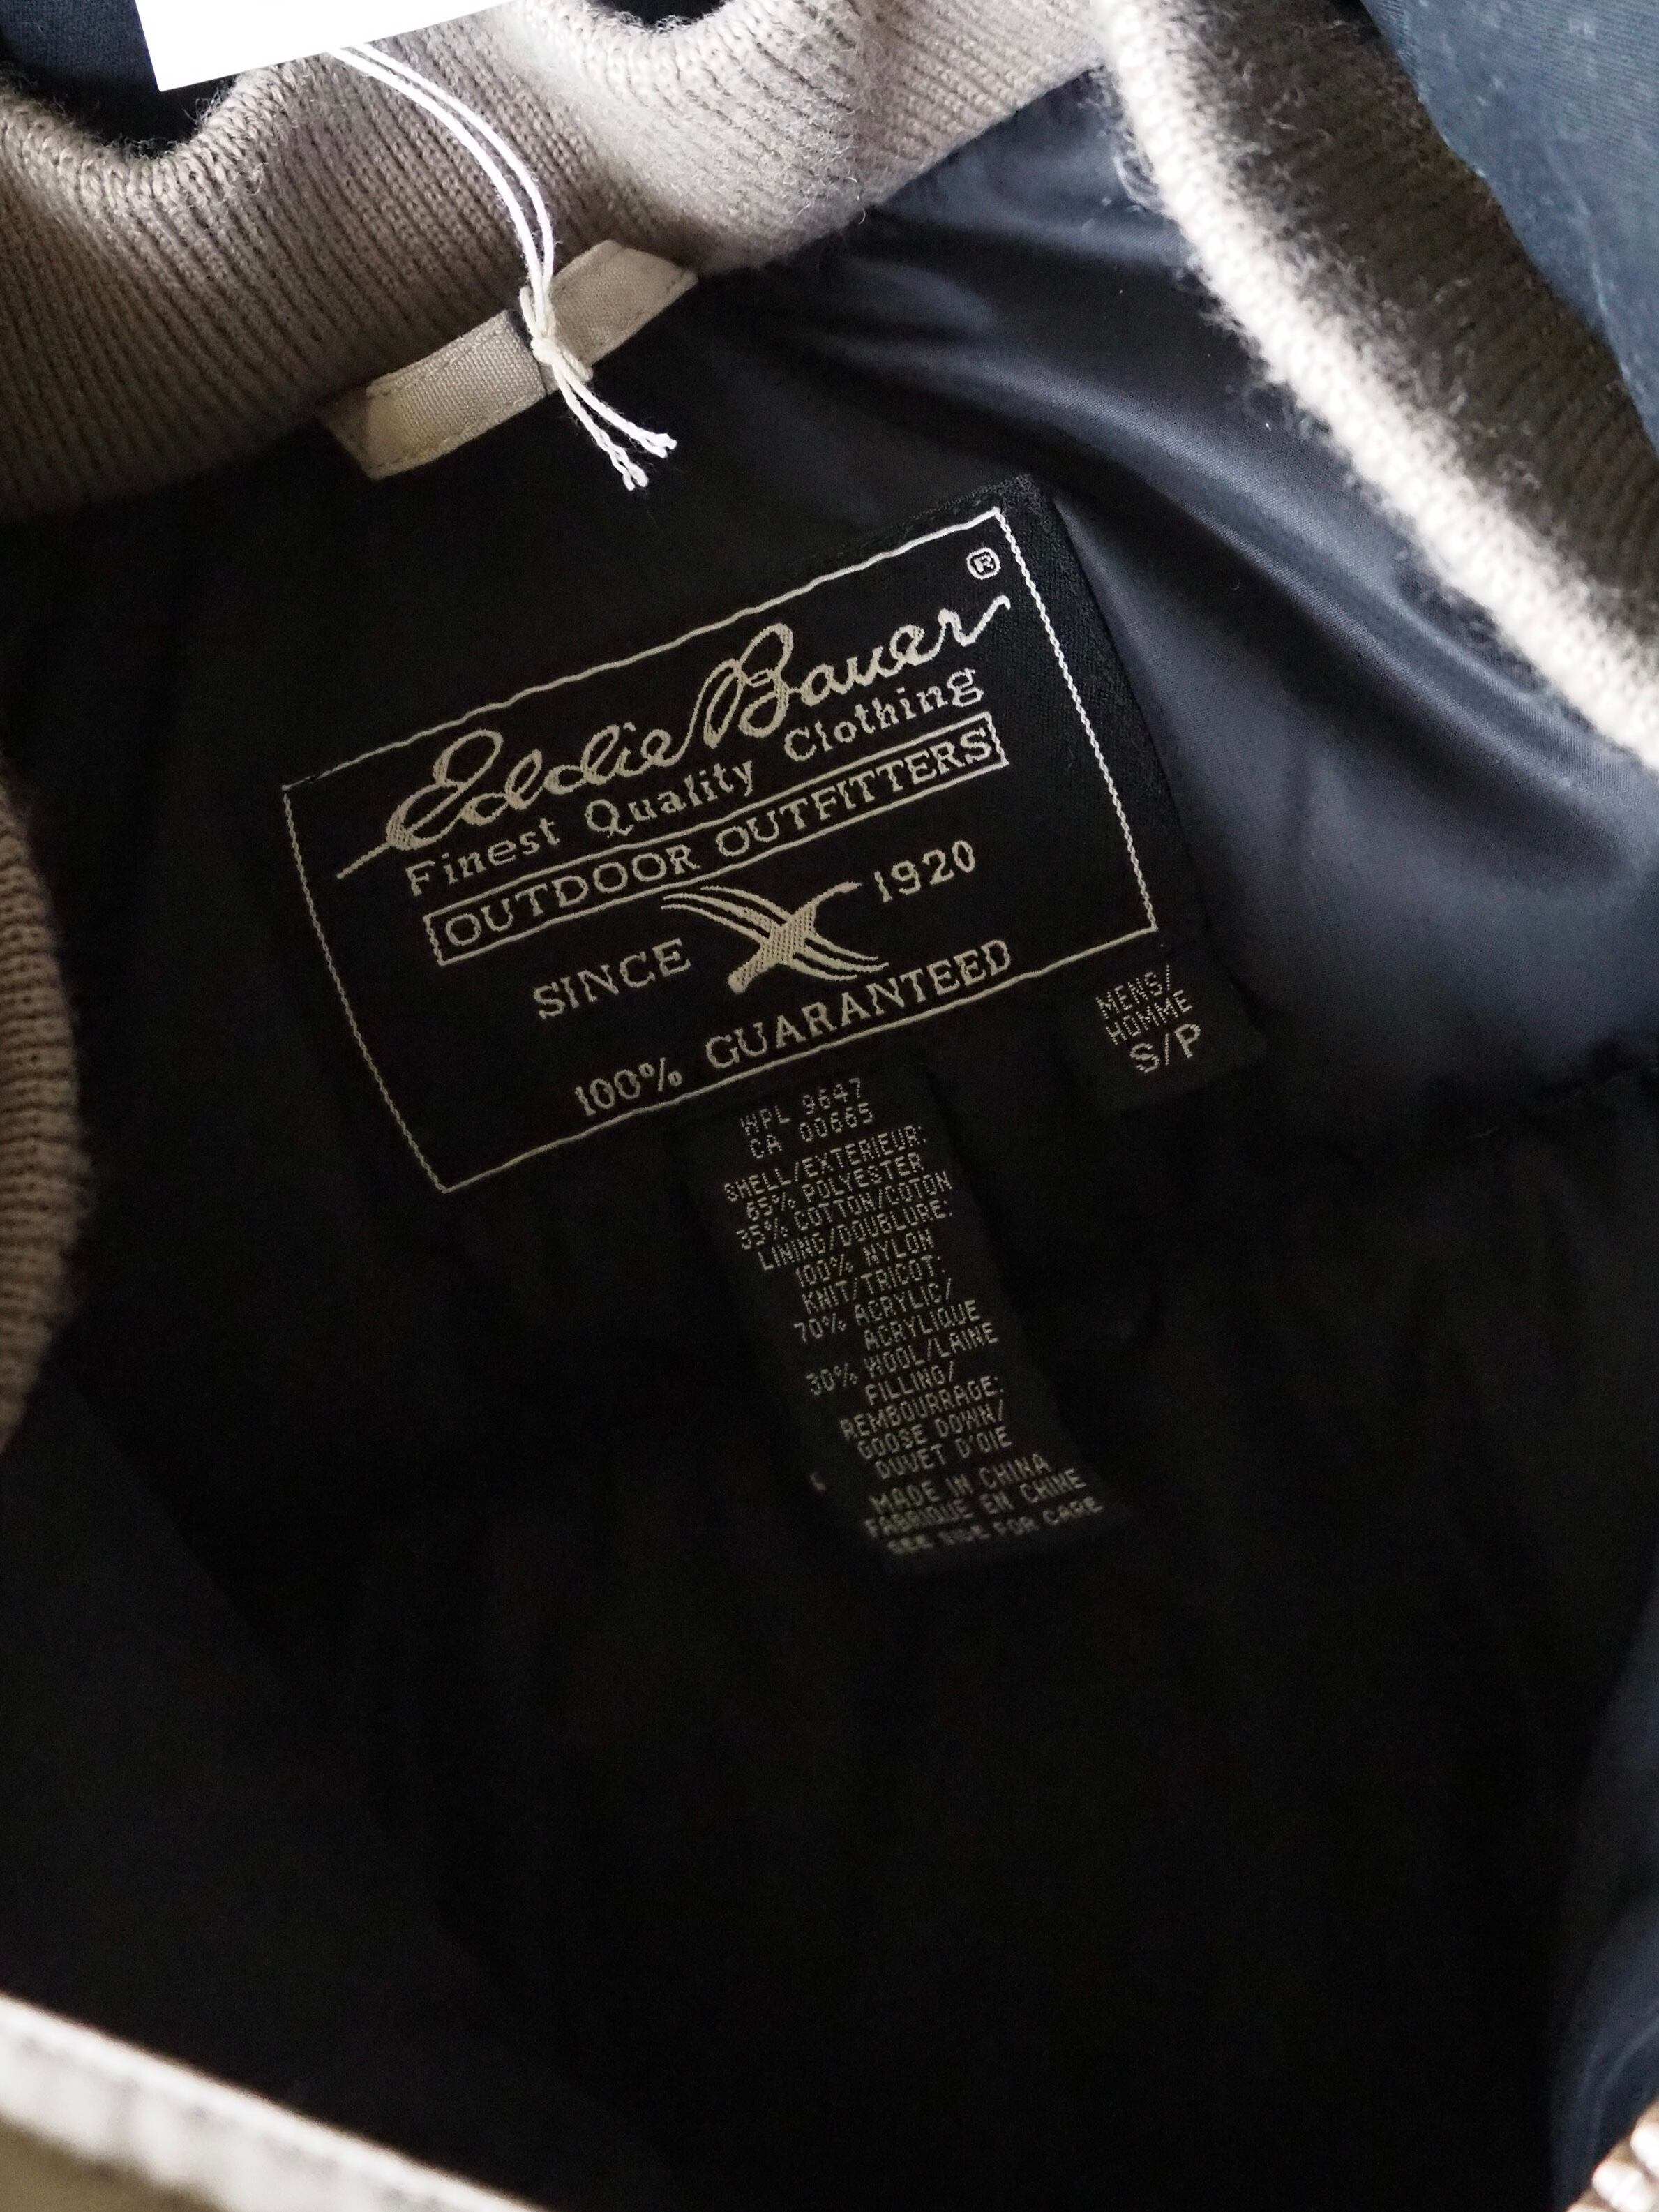 ®
Eddie Bauer
Finest Quality Clothing
OUTDOOR OUTFITTERS
SINCE 1920
100% GUARANTEED
MENS/
HOMME
S/P
WPL 9647
CA 00665
SHELL/EXTERIEUR:
65% POLYESTER
35% COTTON/COTON
LINING/DOUBLURE:
100% NYLON
KNIT/TRICOT:
70% ACRYLIC/
ACRYLIQUE
30% WOOL/LAINE
FILLING/
REMBOURRAGE:
GOOSE DOWN/
DUVET D'OIE
MADE IN CHINA
FABRIQUE EN CHINE
SEE SIDE FOR CARE